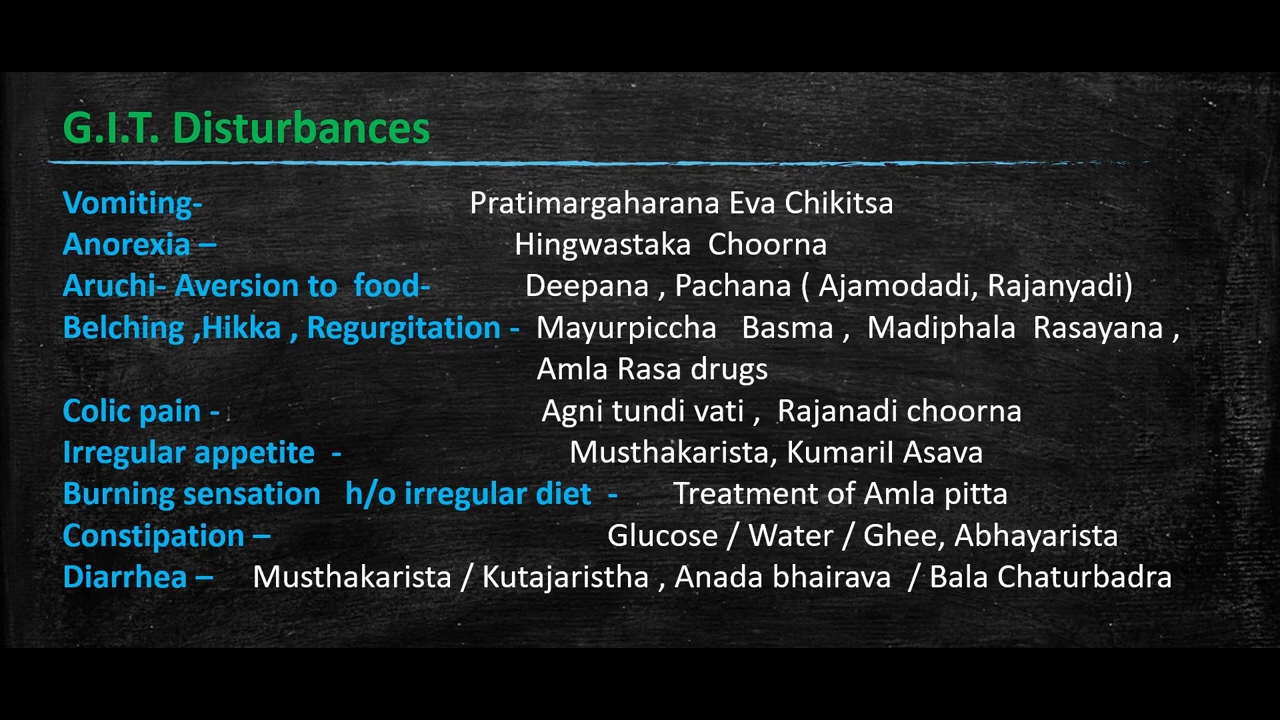 G.I.T. Disturbances
Vomiting- Pratimargaharana Eva Chikitsa
Anorexia – Hingwastaka Choorna
Aruchi- Aversion to food- Deepana , Pachana ( Ajamodadi, Rajanyadi)
Belching ,Hikka , Regurgitation - Mayurpiccha Basma , Madiphala Rasayana ,
Amla Rasa drugs
Colic pain - Agni tundi vati , Rajanadi choorna
Irregular appetite - Musthakarista, KumariI Asava
Burning sensation h/o irregular diet - Treatment of Amla pitta
Constipation – Glucose / Water / Ghee, Abhayarista
Diarrhea – Musthakarista / Kutajaristha , Anada bhairava / Bala Chaturbadra